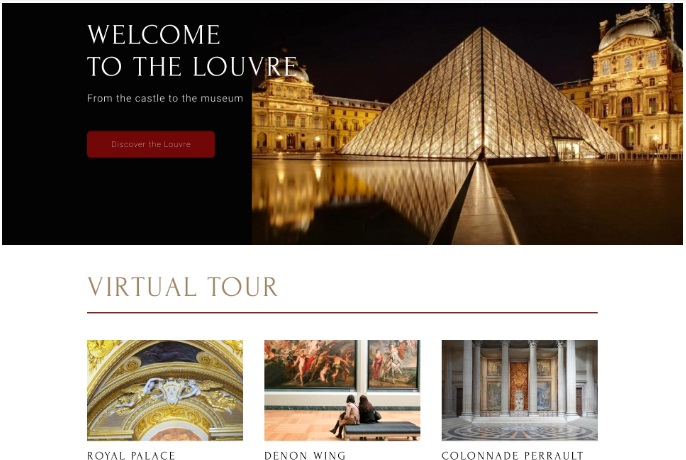 WELCOME
TO THE LOUVRE
From the castle to the museum
Discover the Louvre
VIRTUAL TOUR
ROYAL PALACE
DENON WING
COLONNADE PERRAULT